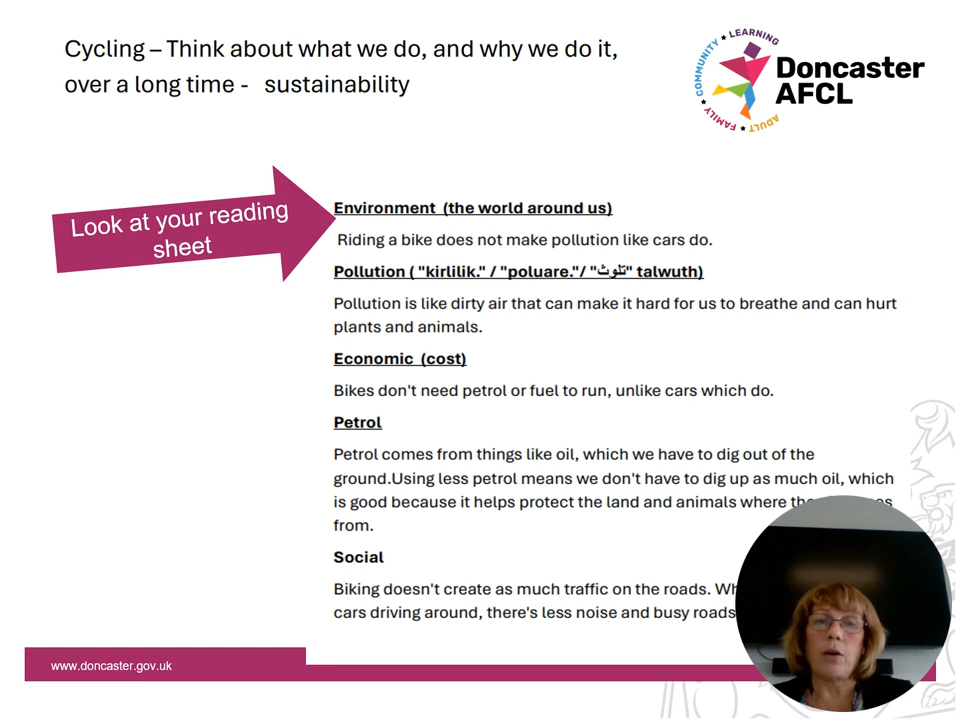 Cycling – Think about what we do, and why we do it,
over a long time -   sustainability
COMMUNITY ★ LEARNING
FAMILY ★ ADULT
Doncaster
AFCL
Look at your reading
sheet
Environment  (the world around us)
Riding a bike does not make pollution like cars do.
Pollution ( "kirlilik." / "poluare."/ "تلوث" talwuth)
Pollution is like dirty air that can make it hard for us to breathe and can hurt
plants and animals.
Economic  (cost)
Bikes don't need petrol or fuel to run, unlike cars which do.
Petrol
Petrol comes from things like oil, which we have to dig out of the
ground.Using less petrol means we don't have to dig up as much oil, which
is good because it helps protect the land and animals where
from.
Social
Biking doesn't create as much traffic on the roads.
cars driving around, there's less noise and busy roads
www.doncaster.gov.uk